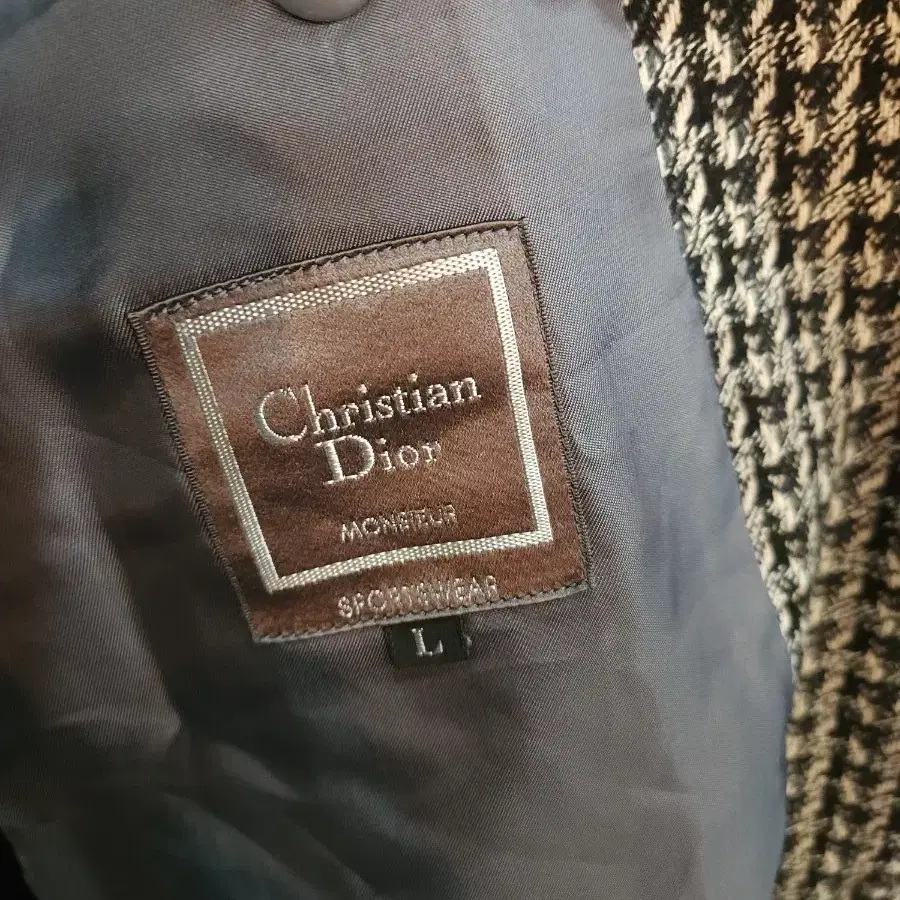 Christian
Dior
MONSIEUR
SPORTSWEAR
L